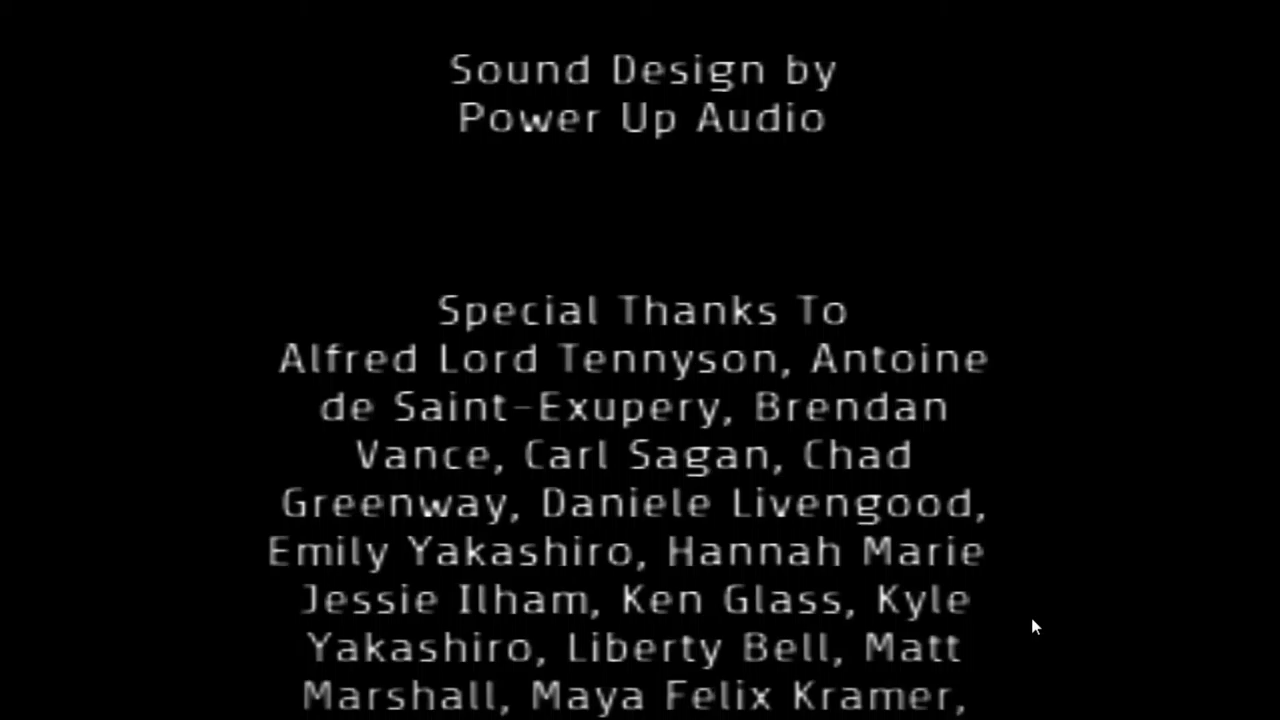 Sound Design by
Power Up Audio
Special Thanks To
Alfred Lord Tennyson, Antoine
de Saint-Exupery, Brendan
Vance, Carl Sagan, Chad
Greenway, Daniele Livengood,
Emily Yakashiro, Hannah Marie
Jessie Ilham, Ken Glass, Kyle
Yakashiro, Liberty Bell, Matt
Marshall, Maya Felix Kramer,